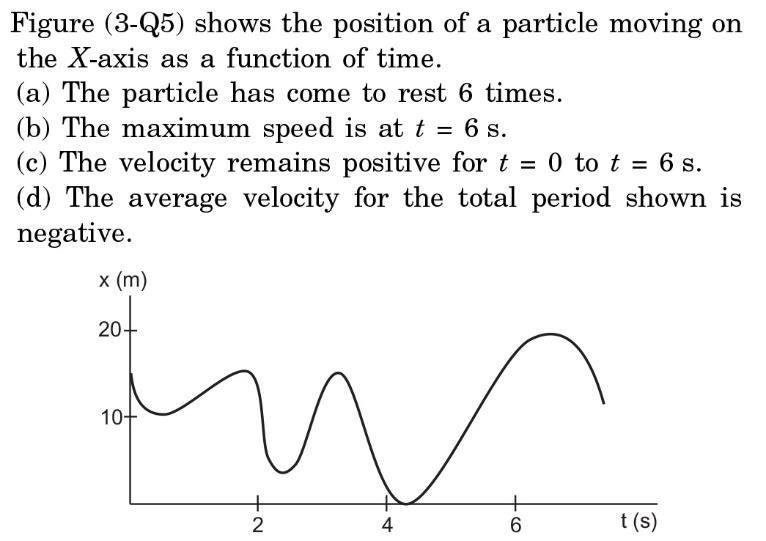 Figure (3-Q5) shows the position of a particle moving on
the X-axis as a function of time.
(a) The particle has come to rest 6 times.
(b) The maximum speed is at t = 6 s.
(c) The velocity remains positive for t = 0 to t = 6 s.
(d) The average velocity for the total period shown is
negative.
x (m)
20
10
2 4 6 t (s)